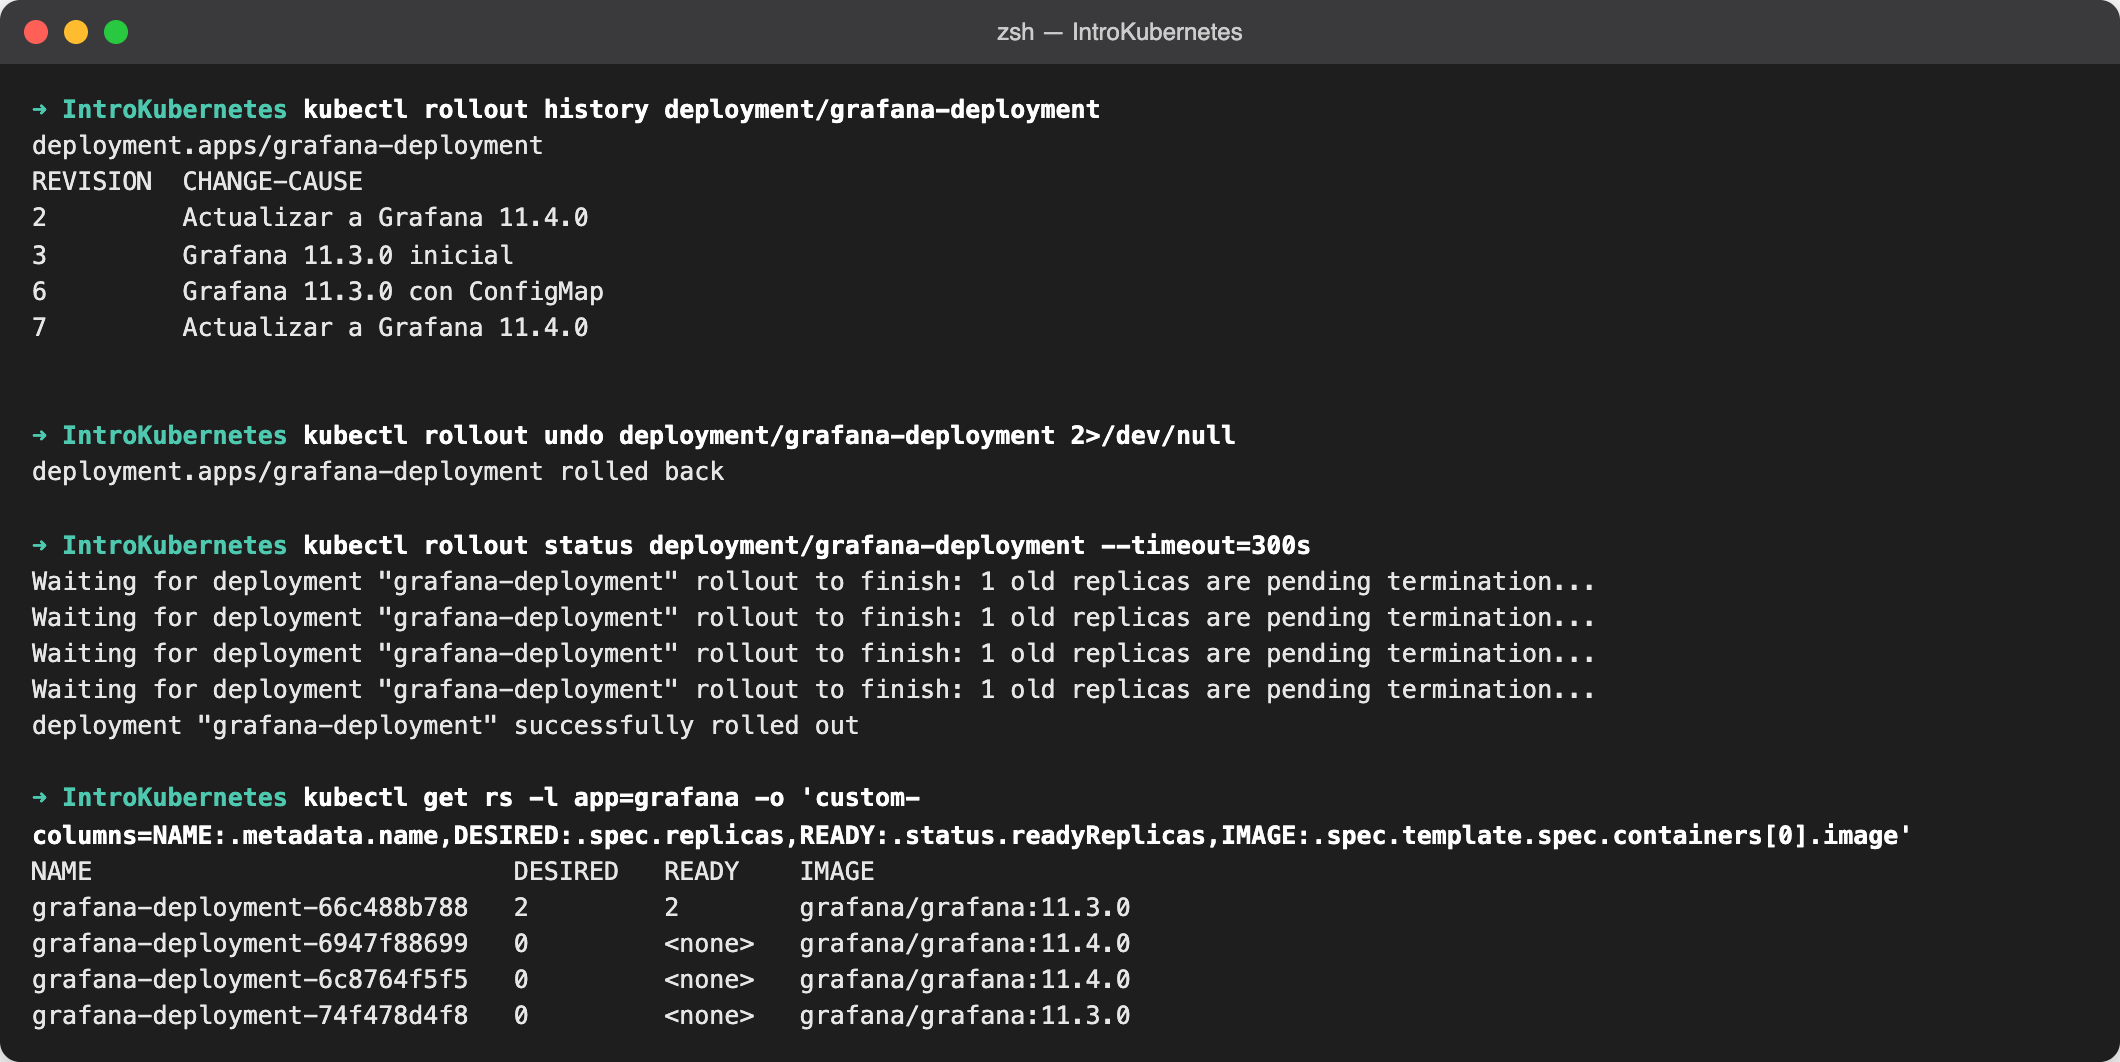 zsh — IntroKubernetes
→ IntroKubernetes kubectl rollout history deployment/grafana-deployment
deployment.apps/grafana-deployment
REVISION  CHANGE-CAUSE
2         Actualizar a Grafana 11.4.0
3         Grafana 11.3.0 inicial
6         Grafana 11.3.0 con ConfigMap
7         Actualizar a Grafana 11.4.0
→ IntroKubernetes kubectl rollout undo deployment/grafana-deployment 2>/dev/null
deployment.apps/grafana-deployment rolled back
→ IntroKubernetes kubectl rollout status deployment/grafana-deployment --timeout=300s
Waiting for deployment "grafana-deployment" rollout to finish: 1 old replicas are pending termination...
Waiting for deployment "grafana-deployment" rollout to finish: 1 old replicas are pending termination...
Waiting for deployment "grafana-deployment" rollout to finish: 1 old replicas are pending termination...
Waiting for deployment "grafana-deployment" rollout to finish: 1 old replicas are pending termination...
deployment "grafana-deployment" successfully rolled out
→ IntroKubernetes kubectl get rs -l app=grafana -o 'custom-
columns=NAME:.metadata.name,DESIRED:.spec.replicas,READY:.status.readyReplicas,IMAGE:.spec.template.spec.containers[0].image'
NAME                            DESIRED   READY    IMAGE
grafana-deployment-66c488b788   2         2        grafana/grafana:11.3.0
grafana-deployment-6947f88699   0         <none>   grafana/grafana:11.4.0
grafana-deployment-6c8764f5f5   0         <none>   grafana/grafana:11.4.0
grafana-deployment-74f478d4f8   0         <none>   grafana/grafana:11.3.0